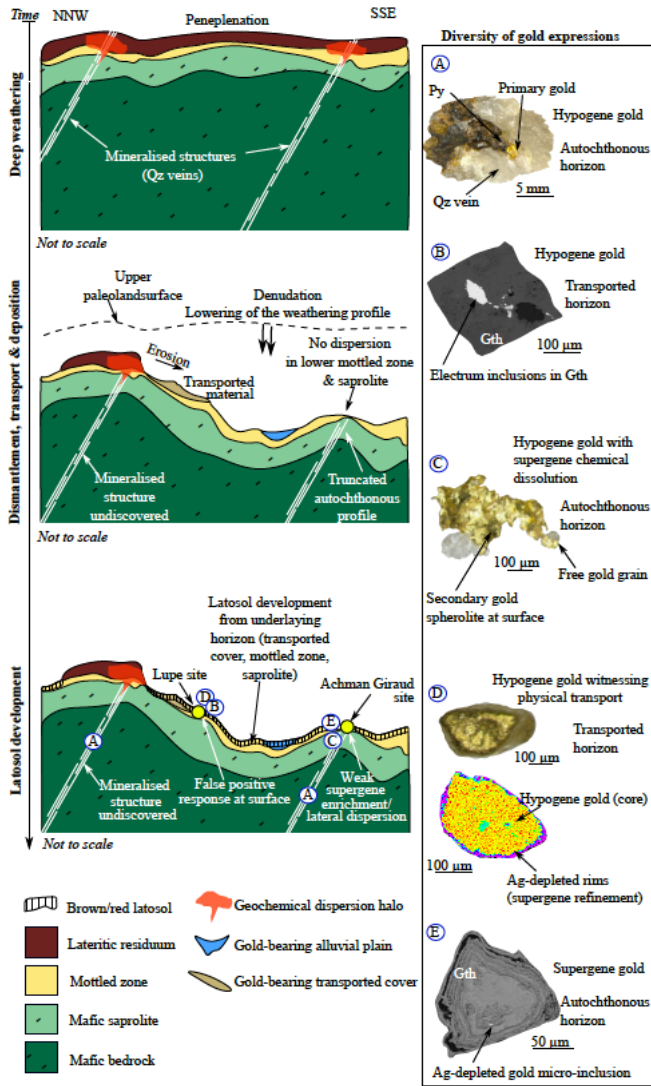 Time
NNW
Peneplenation
SSE
Deep weathering
Mineralised structures
(Qz veins)
Not to scale
Dismantlement, transport & deposition
Upper
paleolandsurface
Denudation
Lowering of the weathering profile
No dispersion
in lower mottled zone
& saprolite
Erosion
Transported
material
Mineralised
structure
undiscovered
Truncated
autochthonous
profile
Not to scale
Latosol development
Latosol development
from underlaying
horizon (transported
cover, mottled zone,
saprolite)
Lupe site
D
B
Achman Giraud
site
E
C
A
A
Mineralised
structure
undiscovered
False positive
response at surface
Weak
supergene
enrichment/
lateral dispersion
Not to scale
Brown/red latosol
Lateritic residuum
Mottled zone
Mafic saprolite
Mafic bedrock
Geochemical dispersion halo
Gold-bearing alluvial plain
Gold-bearing transported cover
Diversity of gold expressions
A
Py
Primary gold
Hypogene gold
Autochthonous
horizon
Qz vein
5 mm
B
Hypogene gold
Transported
horizon
Gth
100 µm
Electrum inclusions in Gth
C
Hypogene gold with
supergene chemical
dissolution
Autochthonous
horizon
100 µm
Free gold grain
Secondary gold
spherolite at surface
D
Hypogene gold witnessing
physical transport
Transported
horizon
100 µm
Hypogene gold (core)
100 µm
Ag-depleted rims
(supergene refinement)
E
Gth
Supergene gold
Autochthonous
horizon
50 µm
Ag-depleted gold micro-inclusion